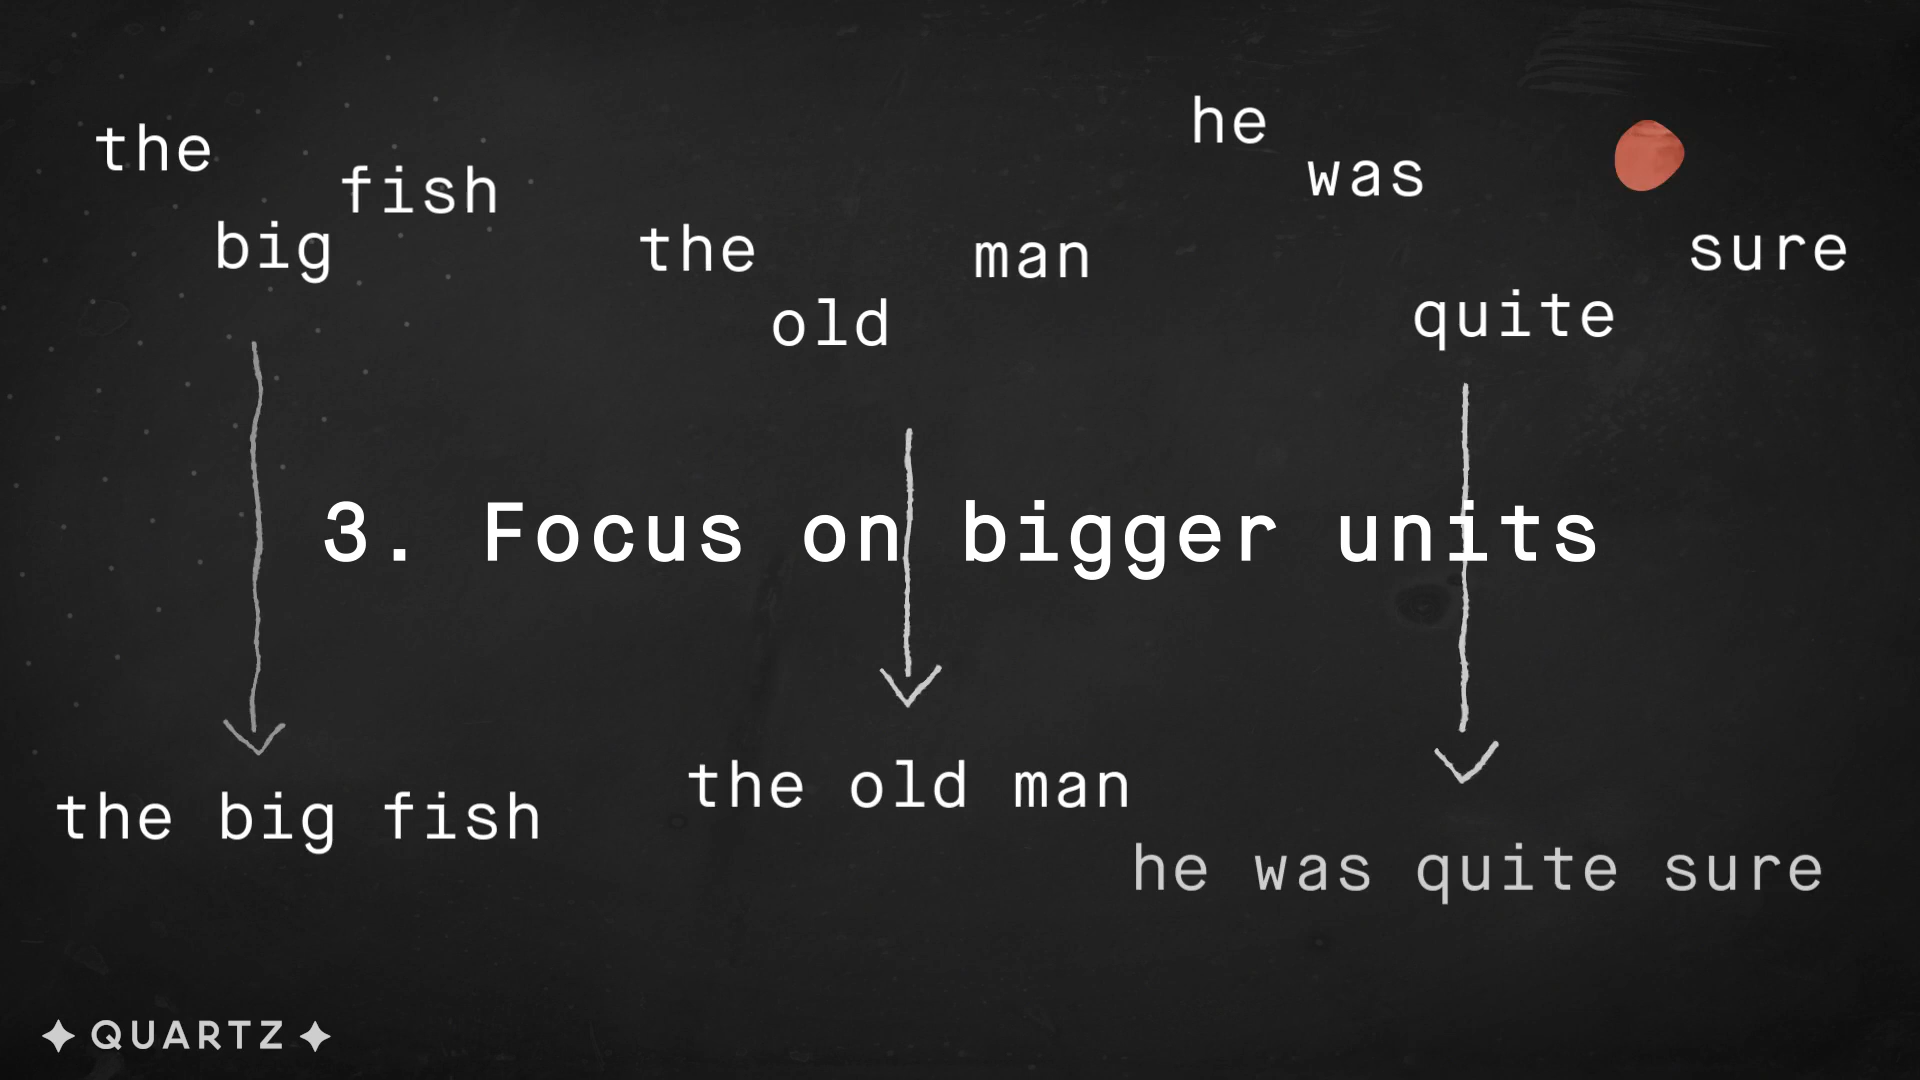 the
big
fish
the
old
man
he
was
quite
sure
3. Focus on bigger units
the big fish
the old man
he was quite sure
QUARTZ